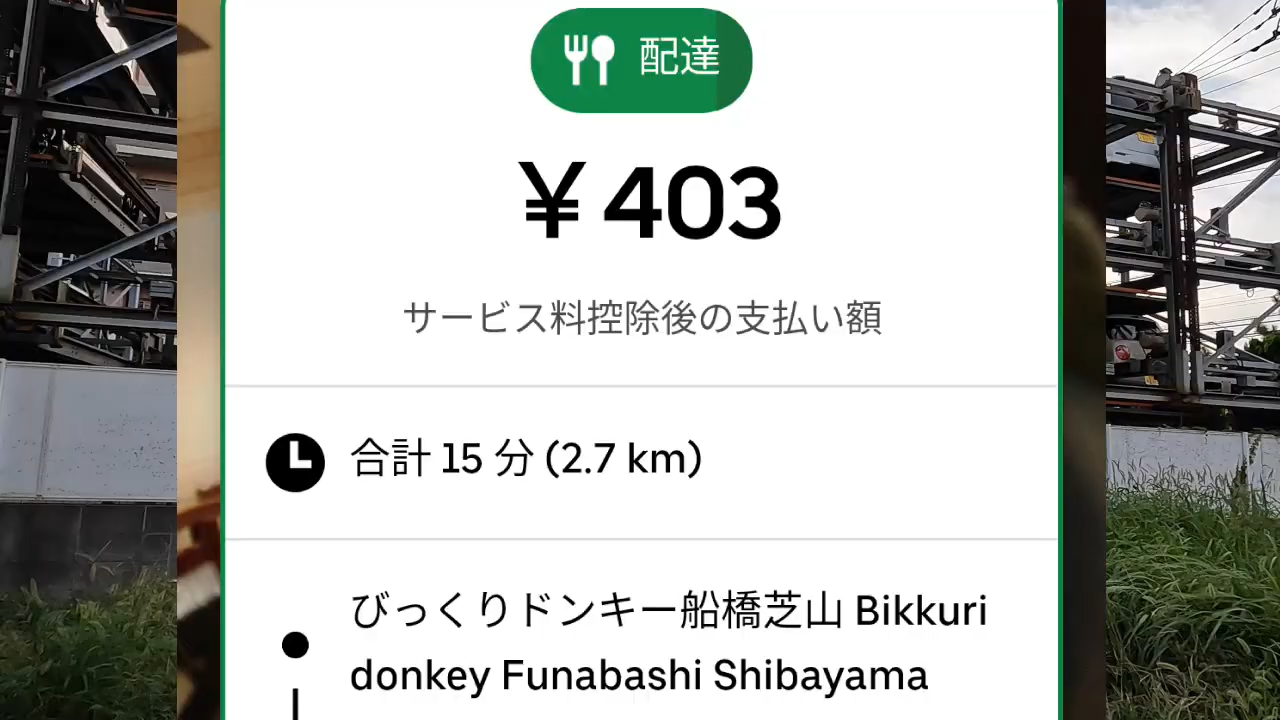 配達
￥403
サービス料控除後の支払い額
合計 15 分 (2.7 km)
びっくりドンキー船橋芝山 Bikkuri
donkey Funabashi Shibayama